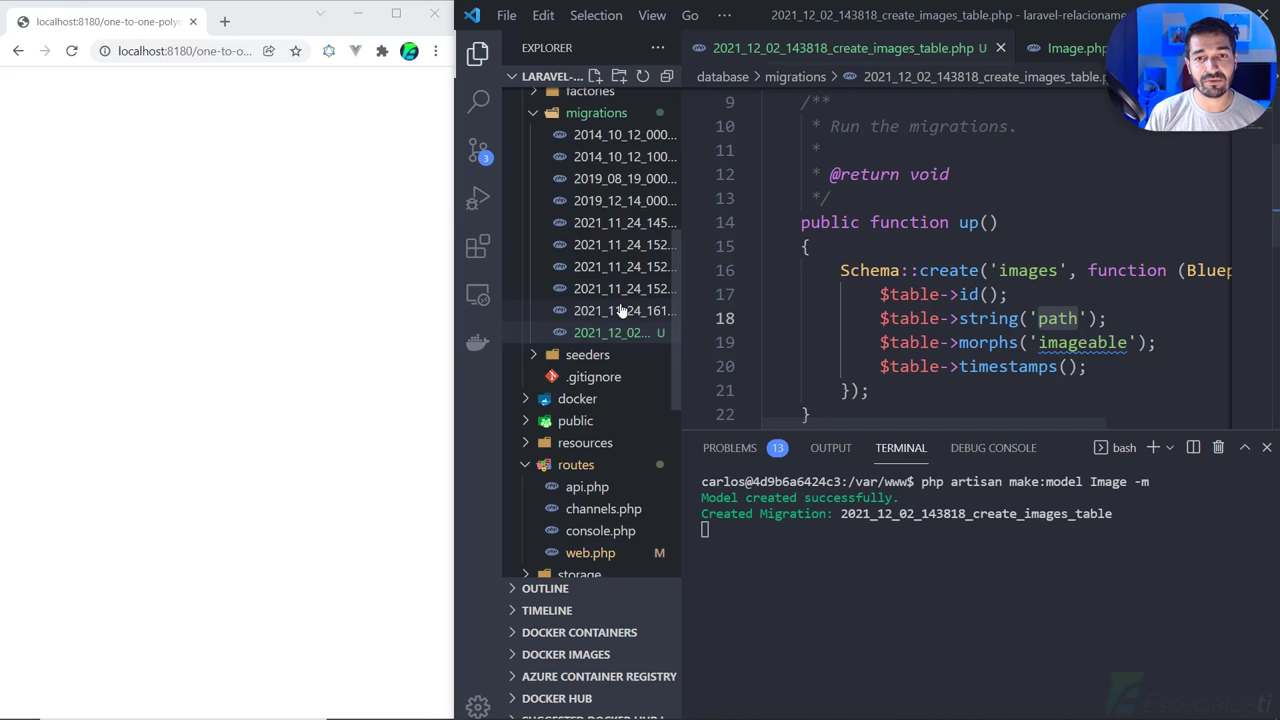 localhost:8180/one-to-one-poly
localhost:8180/one-to-o...
File Edit Selection View Go ...
2021_12_02_143818_create_images_table.php - laravel-relacioname
EXPLORER
LARAVEL-...
factories
migrations
2014_10_12_000...
2014_10_12_100...
2019_08_19_000...
2019_12_14_000...
2021_11_24_145...
2021_11_24_152...
2021_11_24_152...
2021_11_24_152...
2021_11_24_161...
2021_12_02... U
seeders
.gitignore
docker
public
resources
routes
api.php
channels.php
console.php
web.php M
storage
OUTLINE
TIMELINE
DOCKER CONTAINERS
DOCKER IMAGES
AZURE CONTAINER REGISTRY
DOCKER HUB
3
2021_12_02_143818_create_images_table.php U
Image.php
database > migrations > 2021_12_02_143818_create_images_table.p
9 /**
10 * Run the migrations.
11 *
12 * @return void
13 */
14 public function up()
15 {
16 Schema::create('images', function (Bluep
17 $table->id();
18 $table->string('path');
19 $table->morphs('imageable');
20 $table->timestamps();
21 });
22 }
PROBLEMS 13 OUTPUT TERMINAL DEBUG CONSOLE
bash
carlos@4d9b6a6424c3:/var/www$ php artisan make:model Image -m
Model created successfully.
Created Migration: 2021_12_02_143818_create_images_table
Especializati